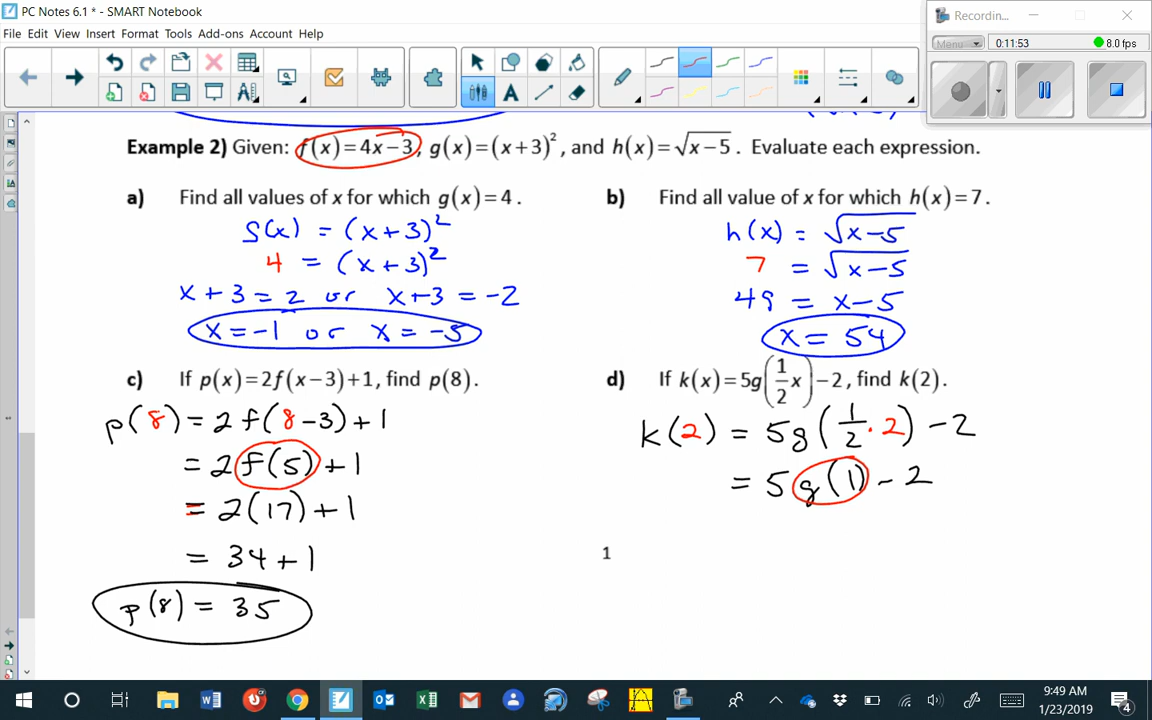 PC Notes 6.1 * - SMART Notebook
File Edit View Insert Format Tools Add-ons Account Help
Recordin...
Menu
0:11:53
8.0 fps
Example 2) Given: f(x)=4x−3, g(x)=(x+3)², and h(x)=√(x−5). Evaluate each expression.
a) Find all values of x for which g(x)=4.
g(x) = (x+3)²
4 = (x+3)²
x+3=2 or x+3=-2
x=-1 or x=-5
b) Find all value of x for which h(x)=7.
h(x) = √(x-5)
7 = √(x-5)
49 = x-5
x = 54
c) If p(x)=2f(x−3)+1, find p(8).
p(8) = 2f(8-3)+1
= 2f(5)+1
= 2(17)+1
= 34+1
p(8) = 35
d) If k(x)=5g(1/2 x)−2, find k(2).
k(2) = 5g(1/2 · 2) - 2
= 5g(1) - 2
1
9:49 AM
1/23/2019
4